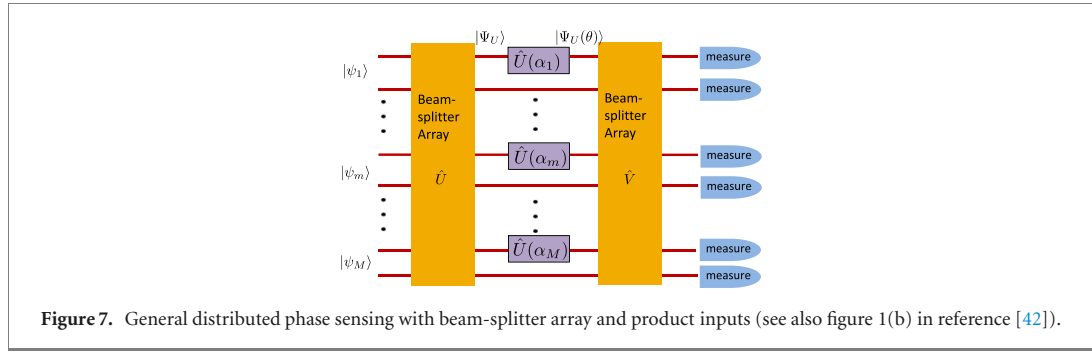 |Ψ_U⟩ |Ψ_U(θ)⟩
|ψ_1⟩ Û(α_1) measure
measure
Beam- Beam-
splitter splitter
Array Array
|ψ_m⟩ Û Û(α_m) V̂ measure
measure
|ψ_M⟩ Û(α_M) measure
measure
Figure 7. General distributed phase sensing with beam-splitter array and product inputs (see also figure 1(b) in reference [42]).